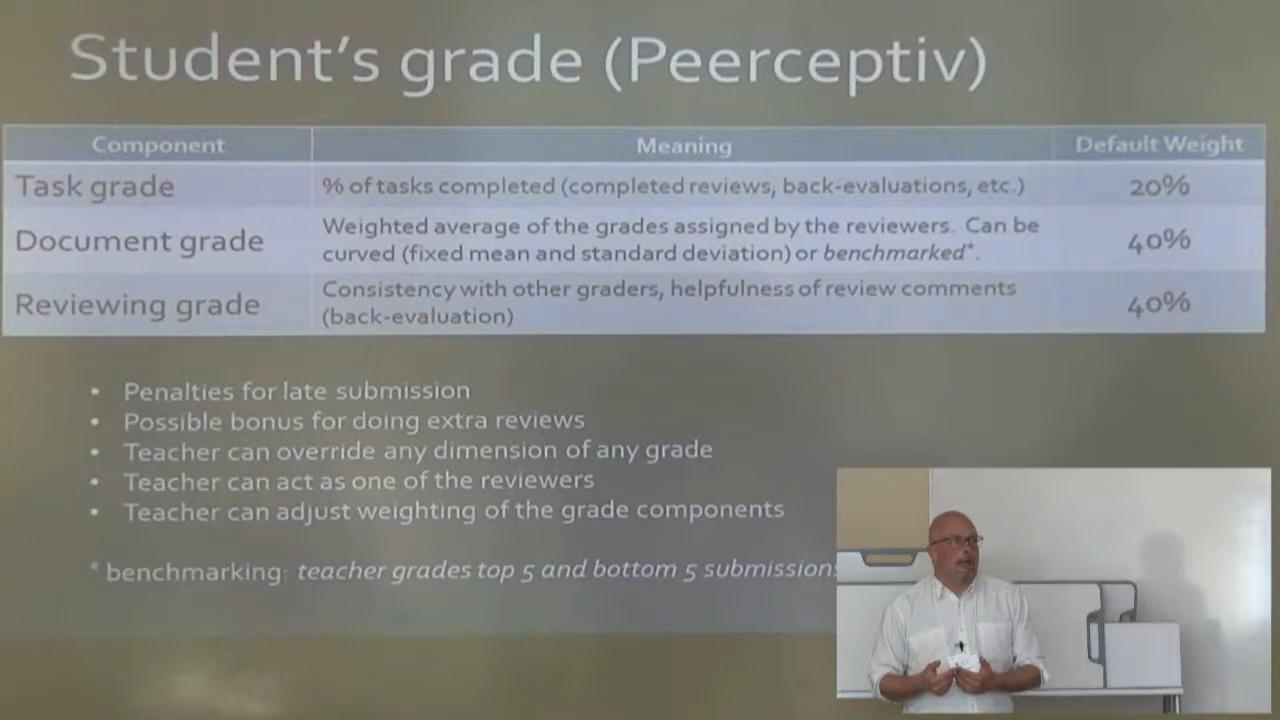 Student's grade (Peerceptiv)
Component Meaning Default Weight
Task grade % of tasks completed (completed reviews, back-evaluations, etc.) 20%
Document grade Weighted average of the grades assigned by the reviewers. Can be curved (fixed mean and standard deviation) or benchmarked*. 40%
Reviewing grade Consistency with other graders, helpfulness of review comments (back-evaluation) 40%
• Penalties for late submission
• Possible bonus for doing extra reviews
• Teacher can override any dimension of any grade
• Teacher can act as one of the reviewers
• Teacher can adjust weighting of the grade components
* benchmarking: teacher grades top 5 and bottom 5 submissions